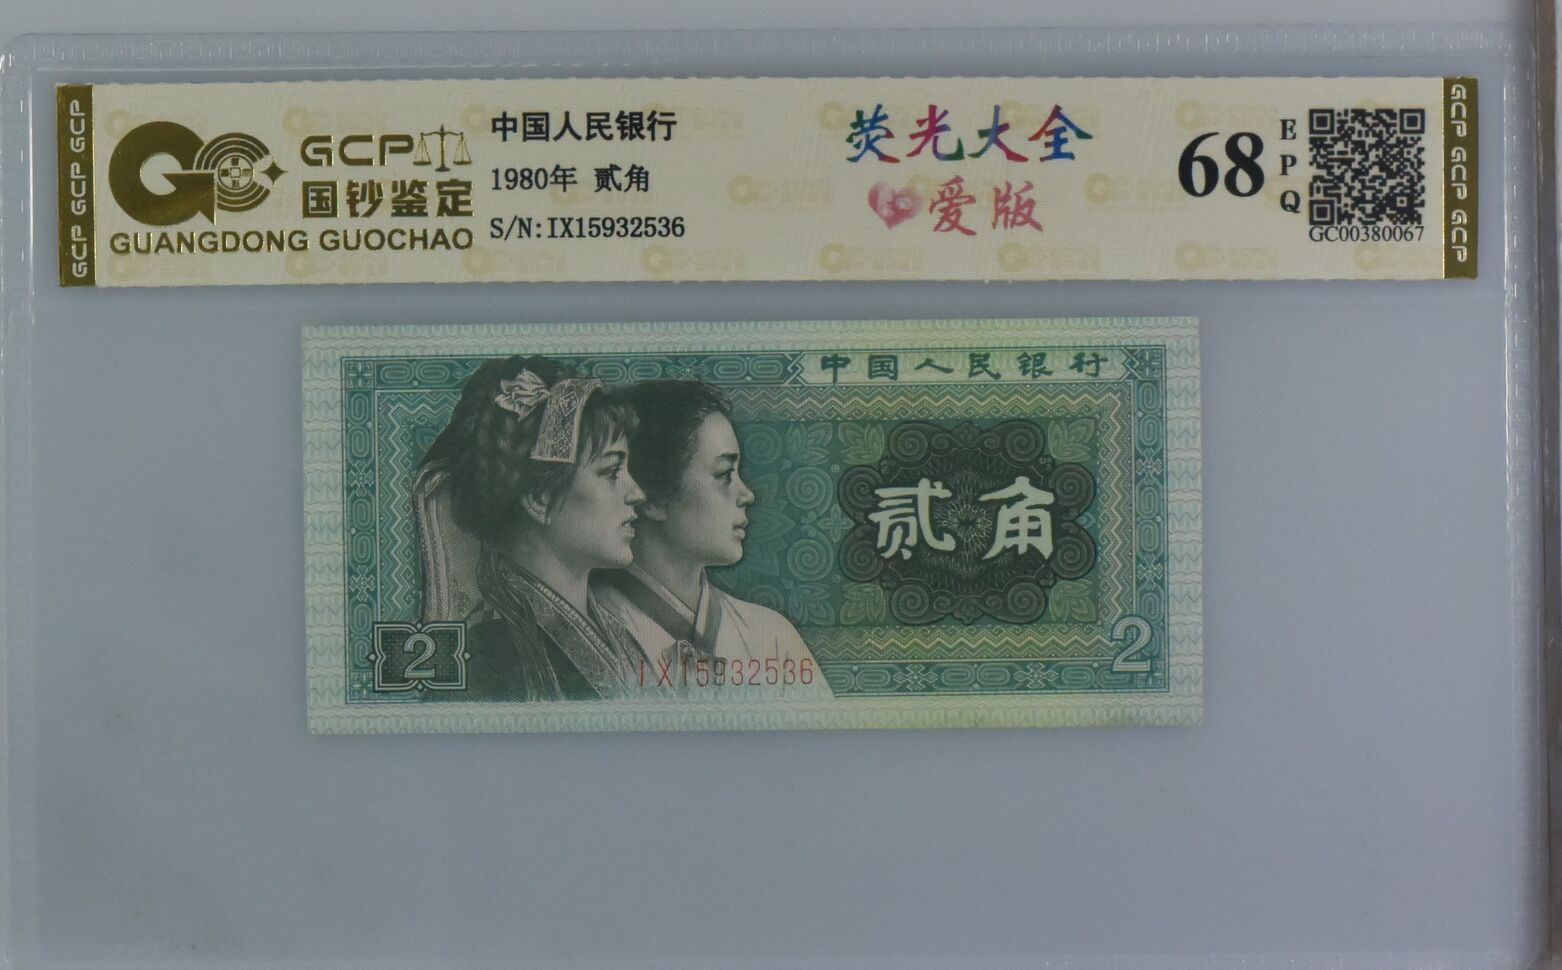 GCP GCP GCP
GCP
国钞鉴定
GUANGDONG GUOCHAO
中国人民银行
1980年 贰角
S/N:IX15932536
荧光大全
爱版
68
EPQ
GC00380067
GCP GCP GCP
中国人民银行
贰角
2
IX15932536
2